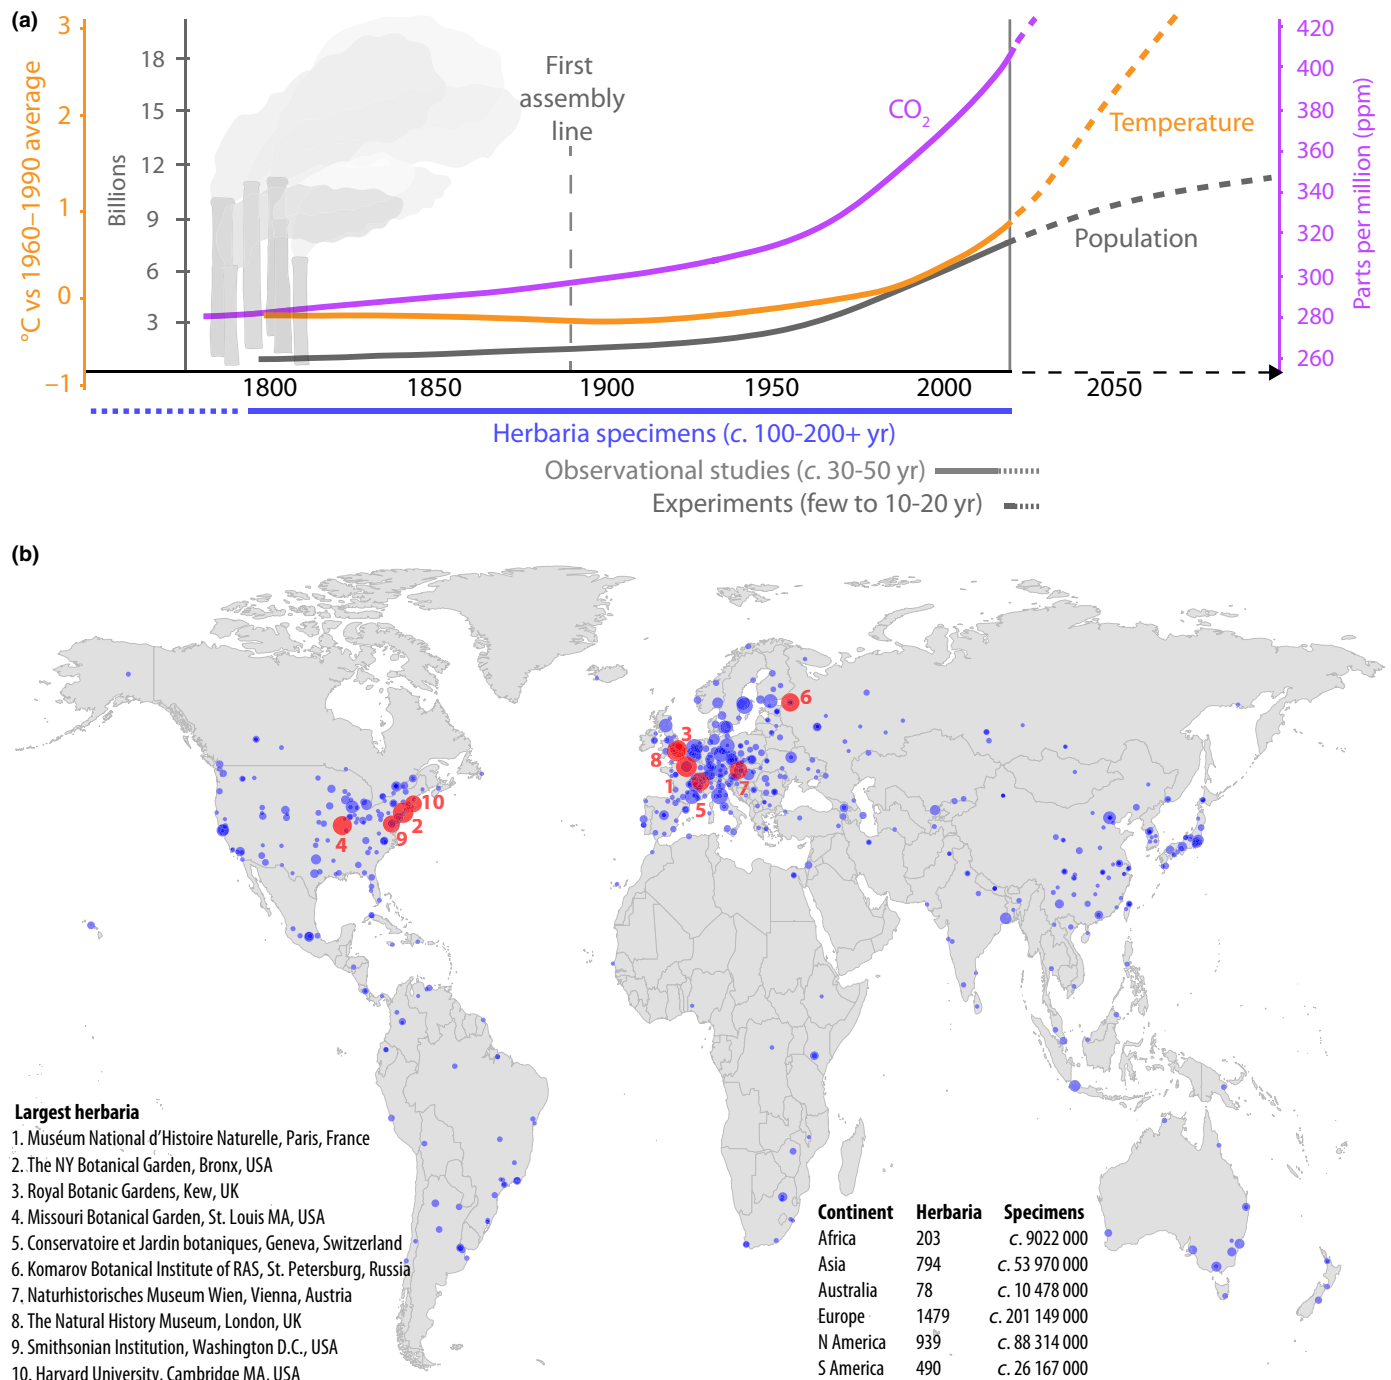 (a)
3
2
1
0
−1
°C vs 1960–1990 average
18
15
12
9
6
3
Billions
First
assembly
line
CO2
Temperature
Population
420
400
380
360
340
320
300
280
260
Parts per million (ppm)
1800 1850 1900 1950 2000 2050
Herbaria specimens (c. 100-200+ yr)
Observational studies (c. 30-50 yr)
Experiments (few to 10-20 yr)
(b)
6
3
8
1
7
5
10
2
4
9
Largest herbaria
1. Muséum National d’Histoire Naturelle, Paris, France
2. The NY Botanical Garden, Bronx, USA
3. Royal Botanic Gardens, Kew, UK
4. Missouri Botanical Garden, St. Louis MA, USA
5. Conservatoire et Jardin botaniques, Geneva, Switzerland
6. Komarov Botanical Institute of RAS, St. Petersburg, Russia
7. Naturhistorisches Museum Wien, Vienna, Austria
8. The Natural History Museum, London, UK
9. Smithsonian Institution, Washington D.C., USA
10. Harvard University, Cambridge MA, USA
Continent Herbaria Specimens
Africa 203 c. 9022 000
Asia 794 c. 53 970 000
Australia 78 c. 10 478 000
Europe 1479 c. 201 149 000
N America 939 c. 88 314 000
S America 490 c. 26 167 000